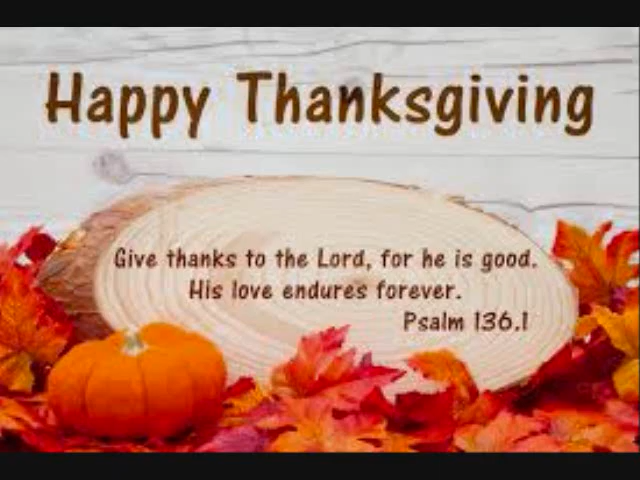 Happy Thanksgiving
Give thanks to the Lord, for he is good.
His love endures forever.
Psalm 136.1